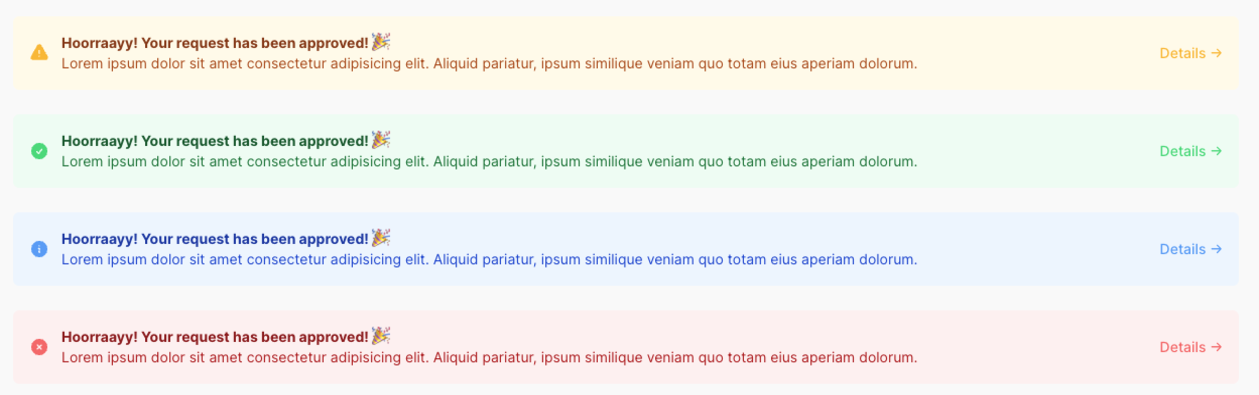 Hoorraayy! Your request has been approved! 🎉
Lorem ipsum dolor sit amet consectetur adipisicing elit. Aliquid pariatur, ipsum similique veniam quo totam eius aperiam dolorum.
Details →
Hoorraayy! Your request has been approved! 🎉
Lorem ipsum dolor sit amet consectetur adipisicing elit. Aliquid pariatur, ipsum similique veniam quo totam eius aperiam dolorum.
Details →
Hoorraayy! Your request has been approved! 🎉
Lorem ipsum dolor sit amet consectetur adipisicing elit. Aliquid pariatur, ipsum similique veniam quo totam eius aperiam dolorum.
Details →
Hoorraayy! Your request has been approved! 🎉
Lorem ipsum dolor sit amet consectetur adipisicing elit. Aliquid pariatur, ipsum similique veniam quo totam eius aperiam dolorum.
Details →